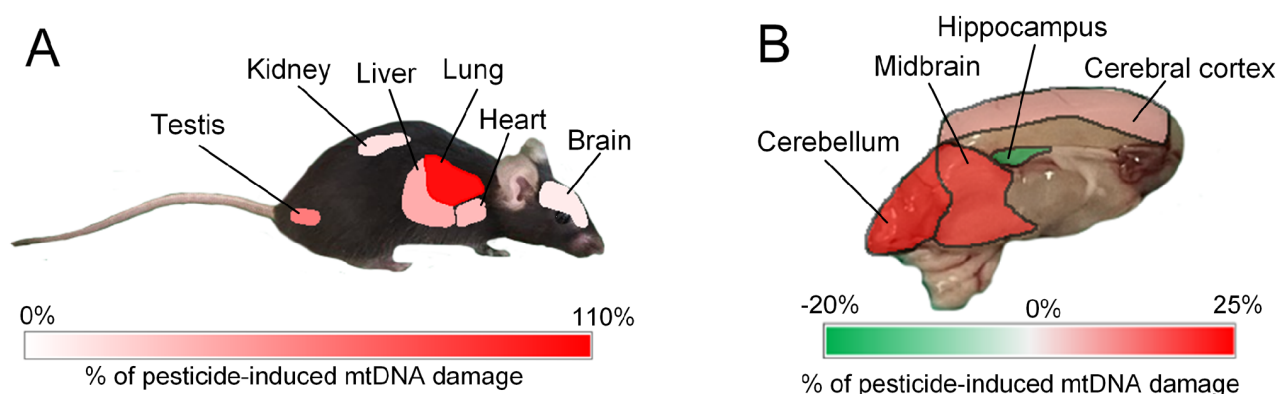 A
Kidney
Liver
Lung
Testis
Heart
Brain
0%
110%
% of pesticide-induced mtDNA damage
B
Hippocampus
Midbrain
Cerebral cortex
Cerebellum
-20%
0%
25%
% of pesticide-induced mtDNA damage